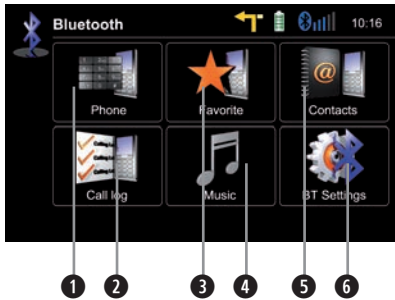 Bluetooth 10:16
Phone Favorite Contacts
Call log Music BT Settings
1 2 3 4 5 6